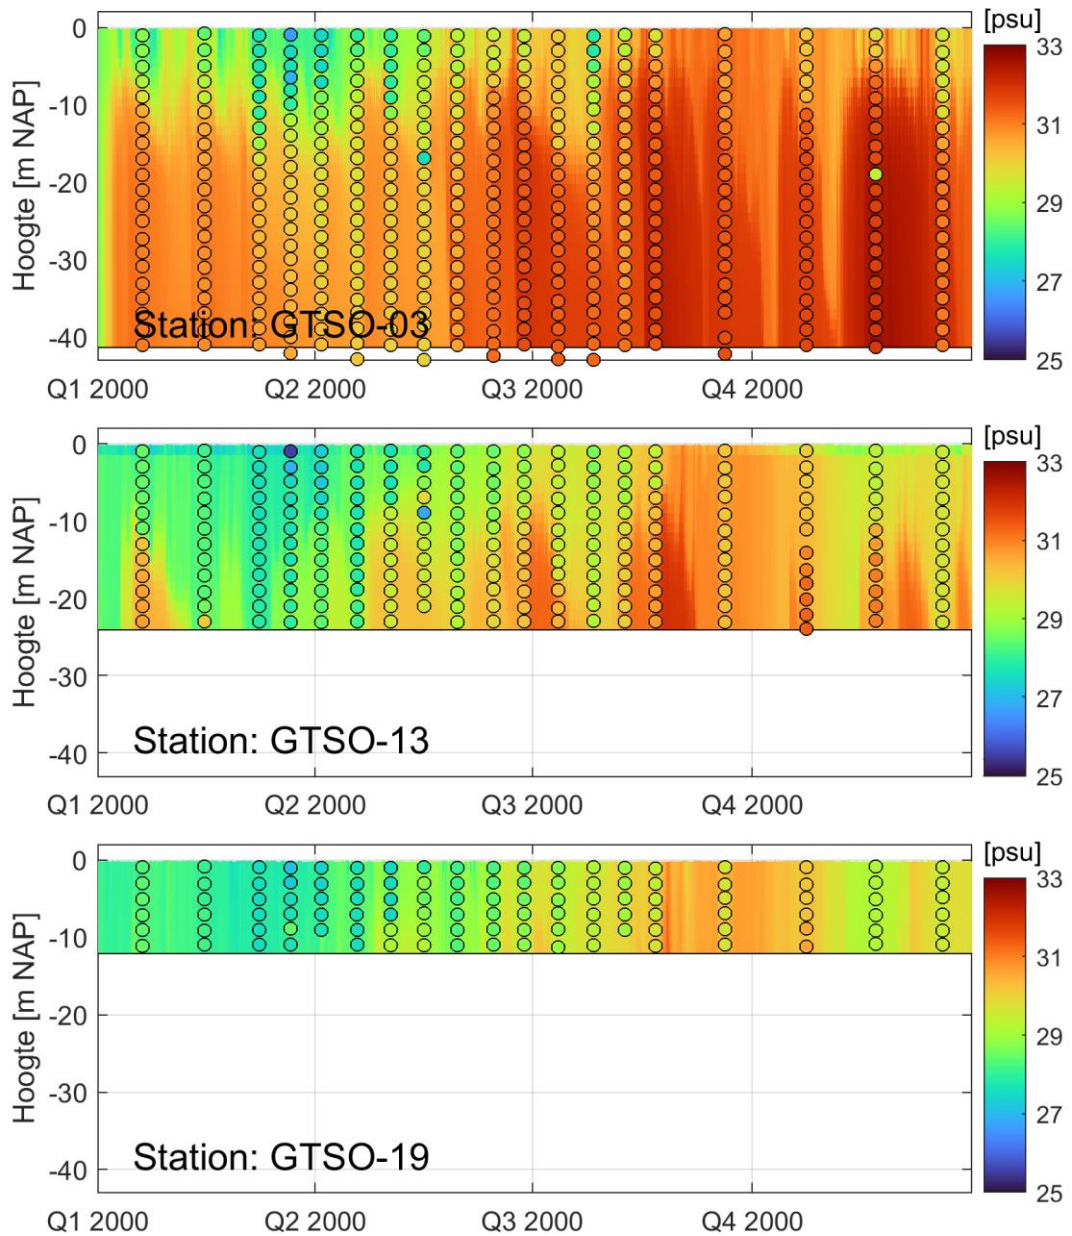 [psu]
0
-10
-20
-30
-40
Hoogte [m NAP]
Station: GTSO-03
Q1 2000
Q2 2000
Q3 2000
Q4 2000
33
31
29
27
25
[psu]
0
-10
-20
-30
-40
Hoogte [m NAP]
Station: GTSO-13
Q1 2000
Q2 2000
Q3 2000
Q4 2000
33
31
29
27
25
[psu]
0
-10
-20
-30
-40
Hoogte [m NAP]
Station: GTSO-19
Q1 2000
Q2 2000
Q3 2000
Q4 2000
33
31
29
27
25